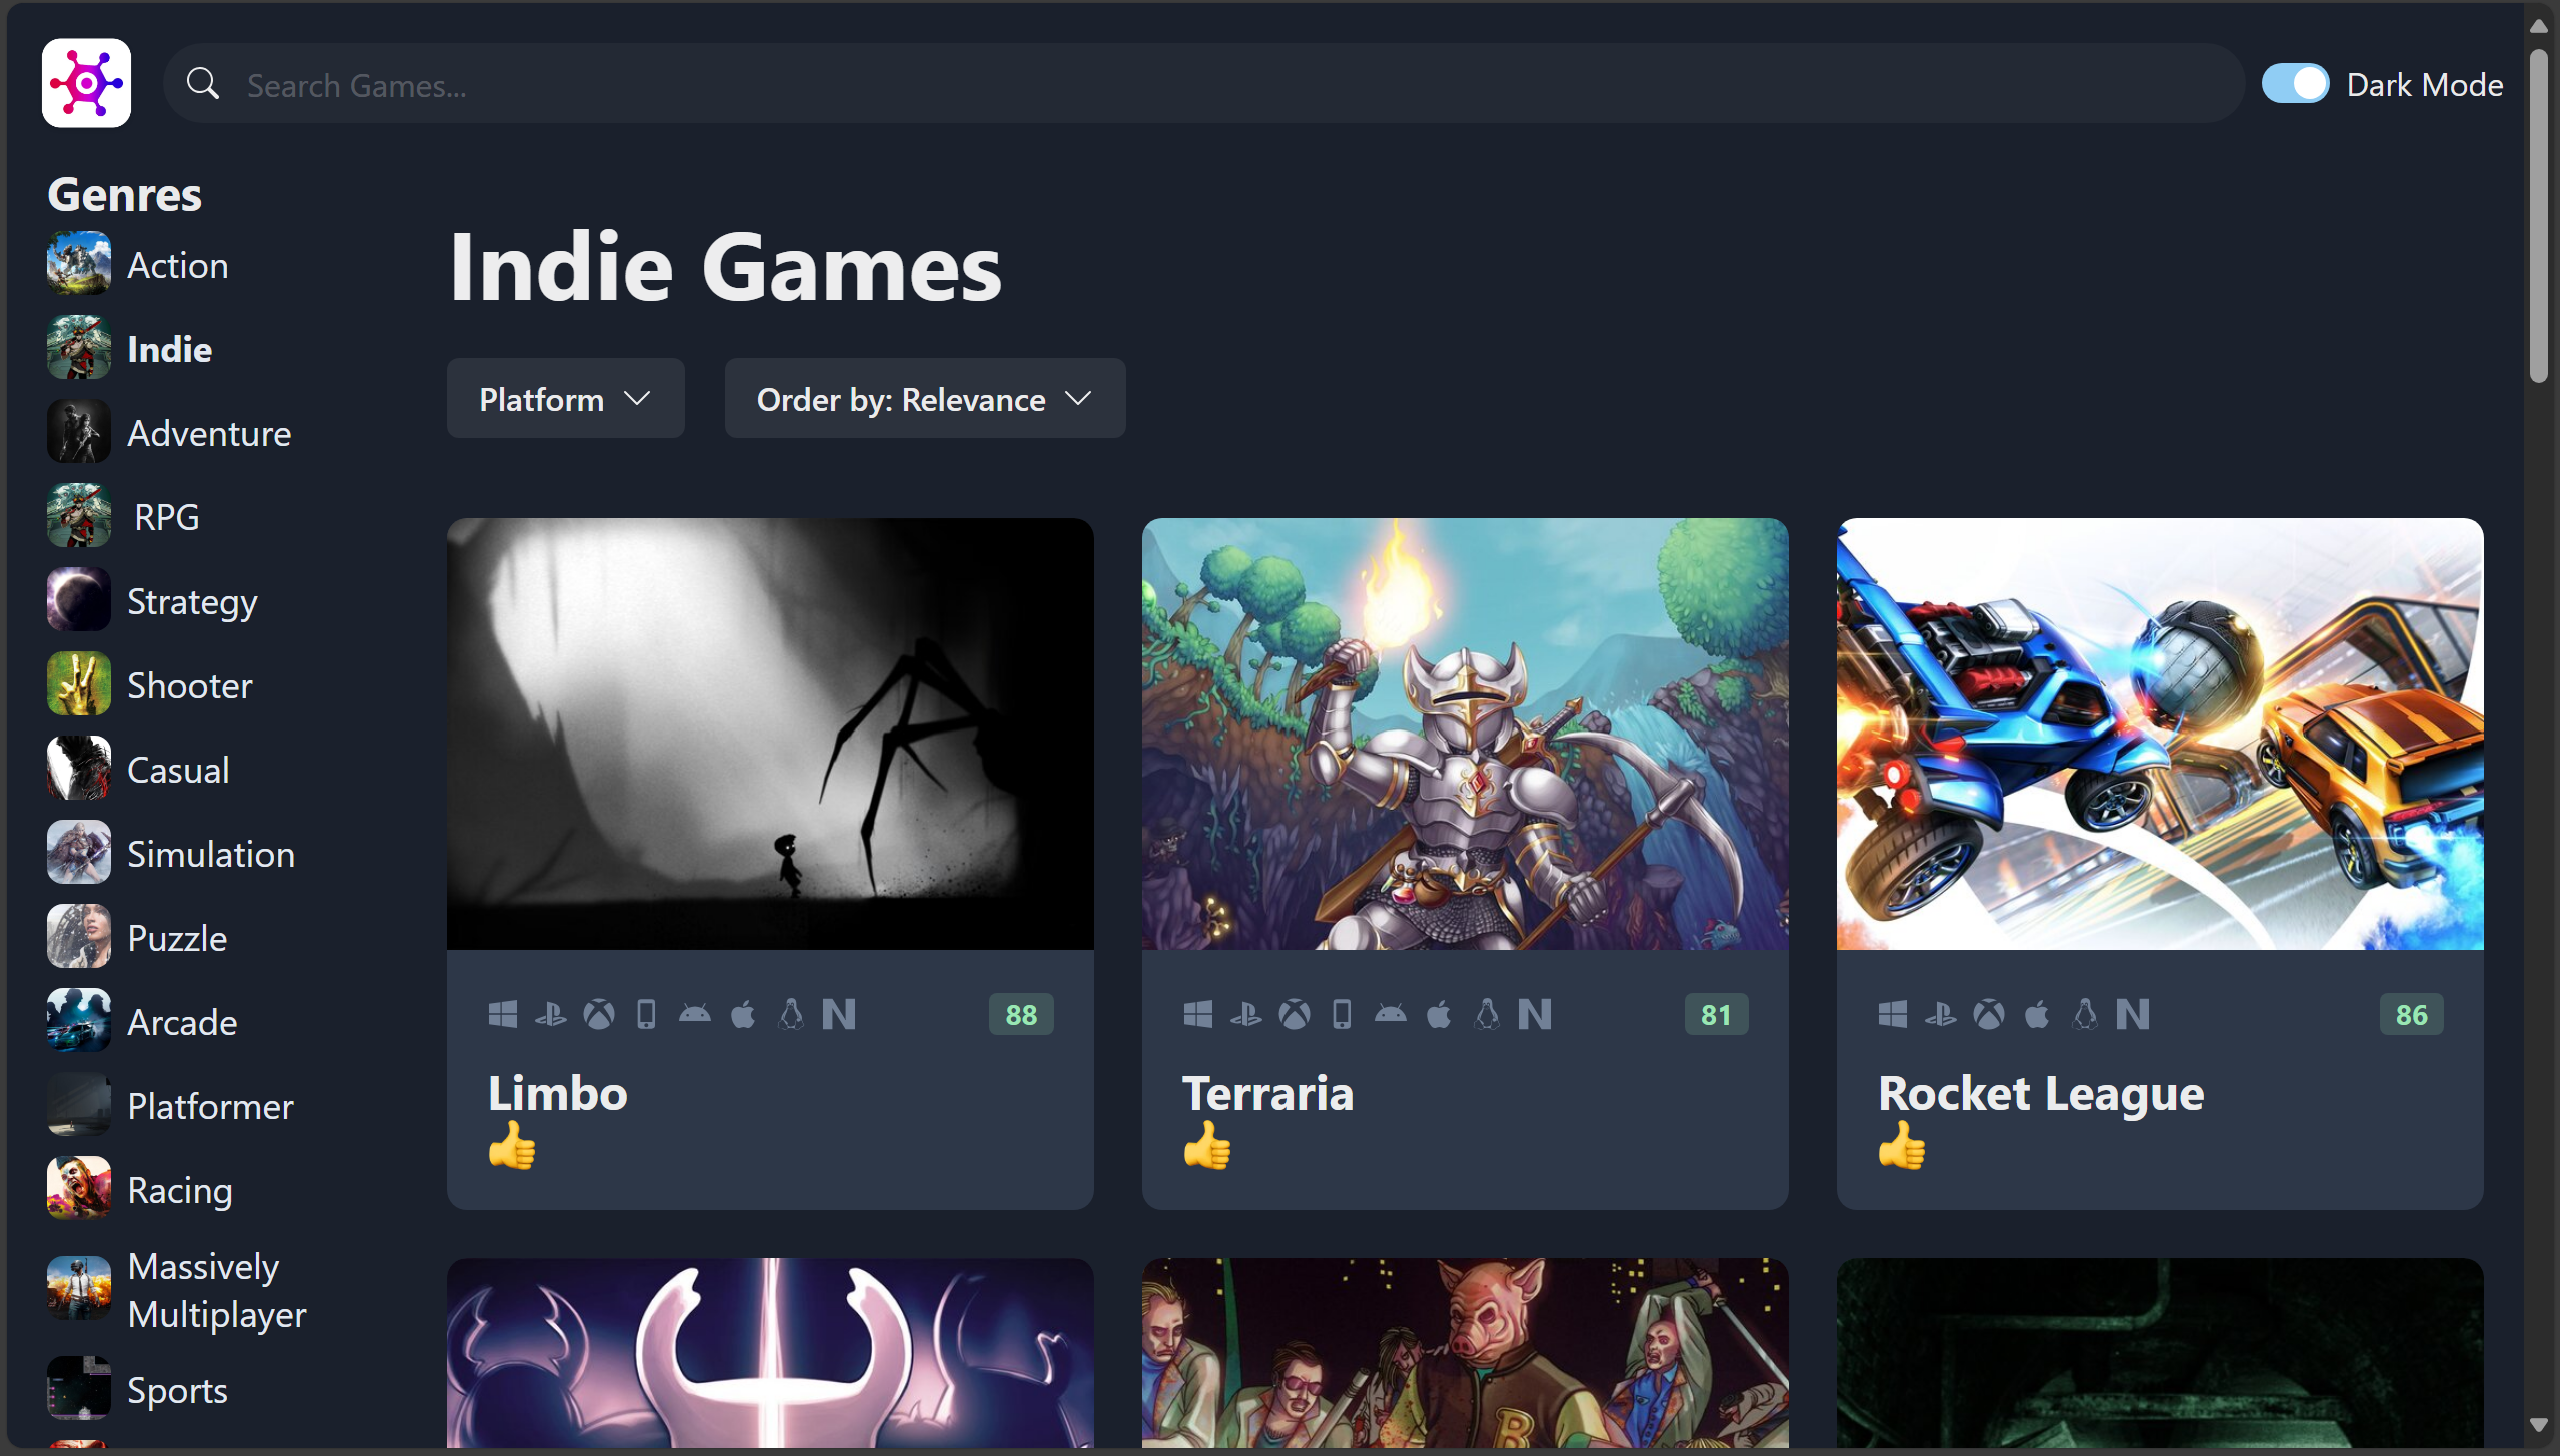 Search Games...
Dark Mode
Genres
Action
Indie
Adventure
RPG
Strategy
Shooter
Casual
Simulation
Puzzle
Arcade
Platformer
Racing
Massively
Multiplayer
Sports
Indie Games
Platform
Order by: Relevance
88
Limbo
81
Terraria
86
Rocket League
B